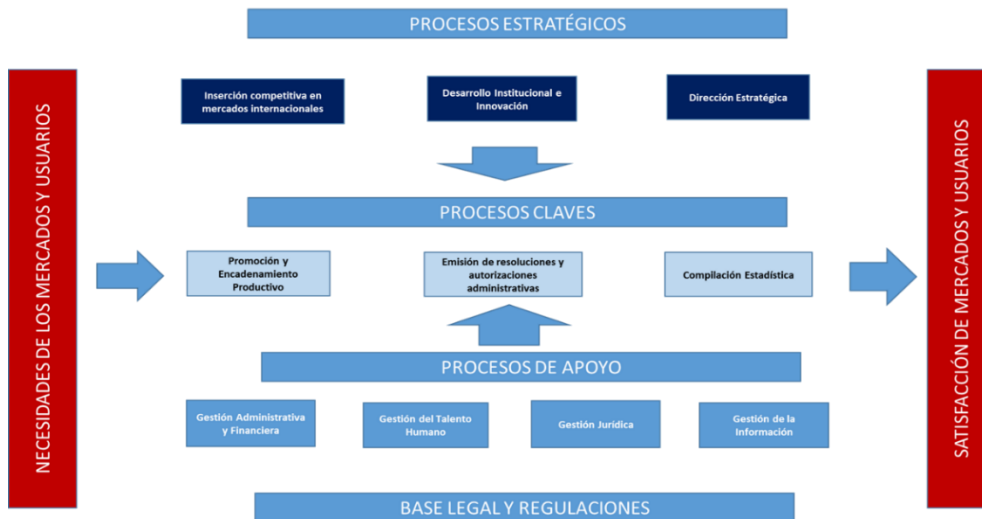 PROCESOS ESTRATÉGICOS
NECESIDADES DE LOS MERCADOS Y USUARIOS
Inserción competitiva en
mercados internacionales
Desarrollo Institucional e
Innovación
Dirección Estratégica
PROCESOS CLAVES
Promoción y
Encadenamiento
Productivo
Emisión de resoluciones y
autorizaciones
administrativas
Compilación Estadística
PROCESOS DE APOYO
Gestión Administrativa
y Financiera
Gestión del Talento
Humano
Gestión Jurídica
Gestión de la
Información
BASE LEGAL Y REGULACIONES
SATISFACCIÓN DE MERCADOS Y USUARIOS